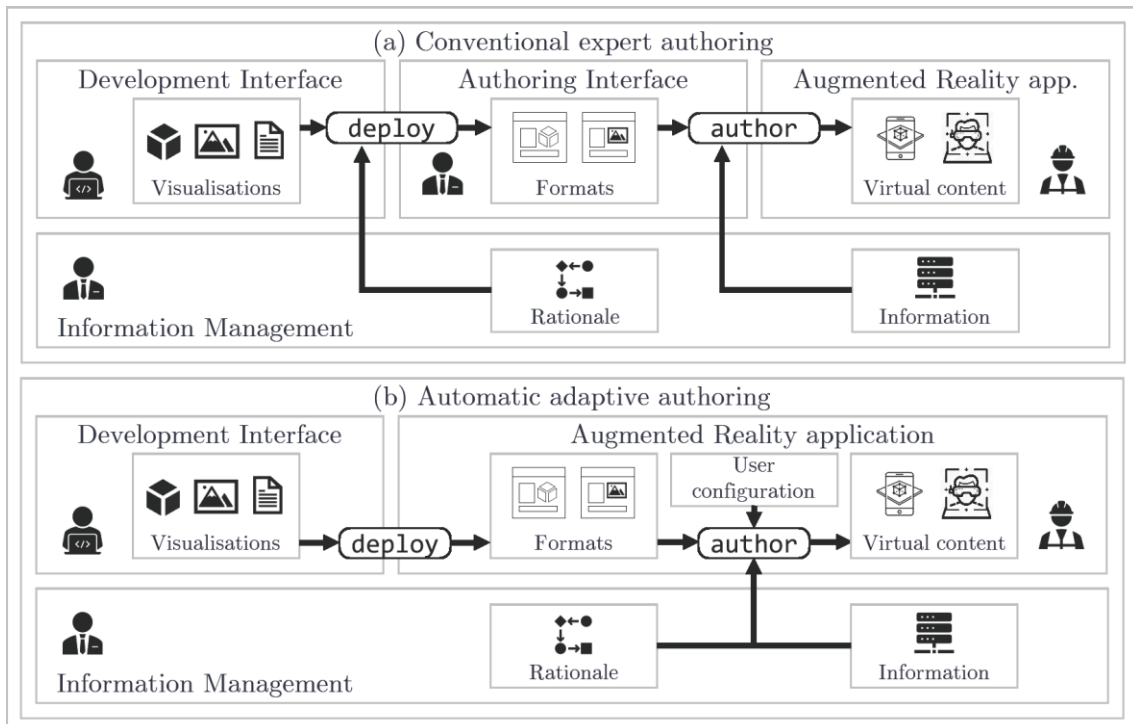 (a) Conventional expert authoring
Development Interface
Authoring Interface
Augmented Reality app.
deploy
author
</>
Visualisations
Formats
Virtual content
Rationale
Information
Information Management
(b) Automatic adaptive authoring
Development Interface
Augmented Reality application
User
configuration
</>
Visualisations
deploy
Formats
author
Virtual content
Rationale
Information
Information Management